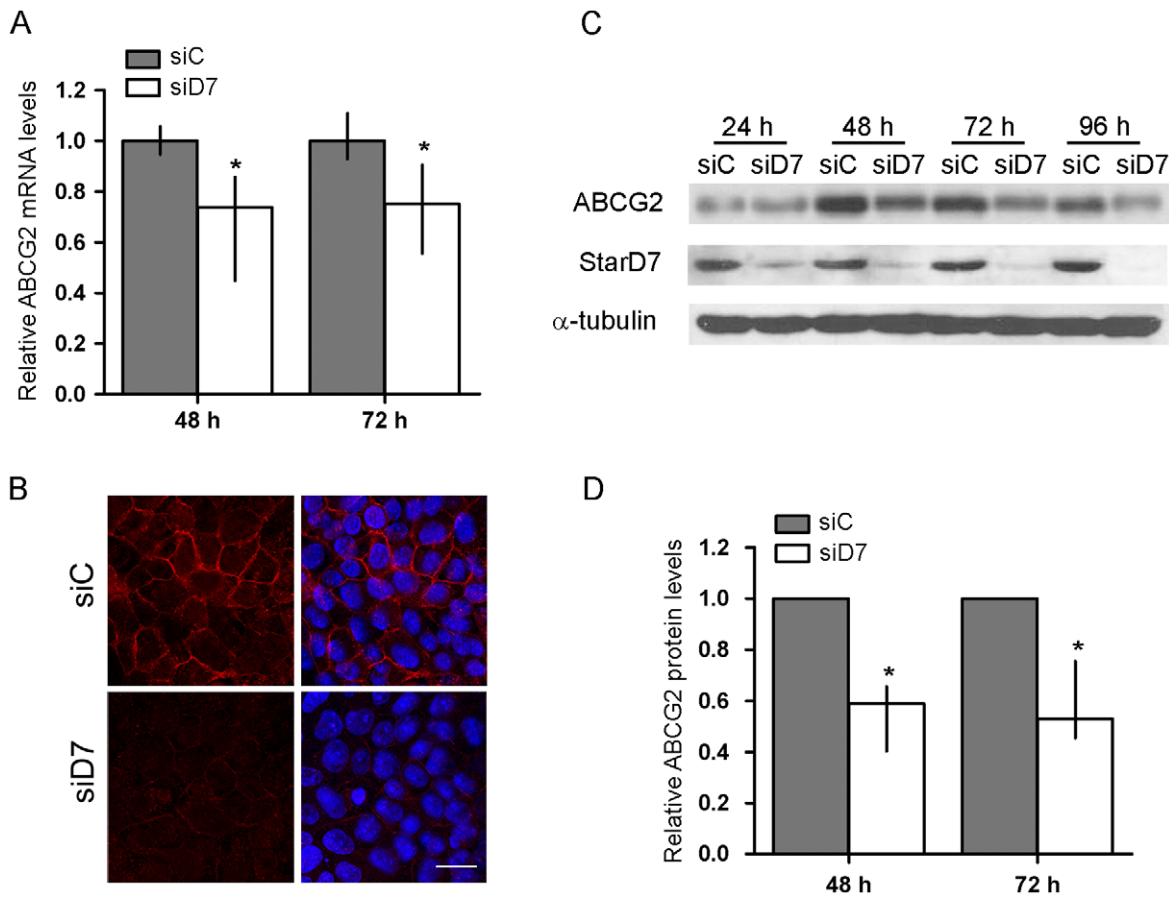 A
siC
siD7
Relative ABCG2 mRNA levels
1.2
1.0
0.8
0.6
0.4
0.2
0.0
*
*
48 h
72 h
B
siC
siD7
C
24 h 48 h 72 h 96 h
siC siD7 siC siD7 siC siD7 siC siD7
ABCG2
StarD7
α-tubulin
D
siC
siD7
Relative ABCG2 protein levels
1.2
1.0
0.8
0.6
0.4
0.2
0.0
*
*
48 h
72 h